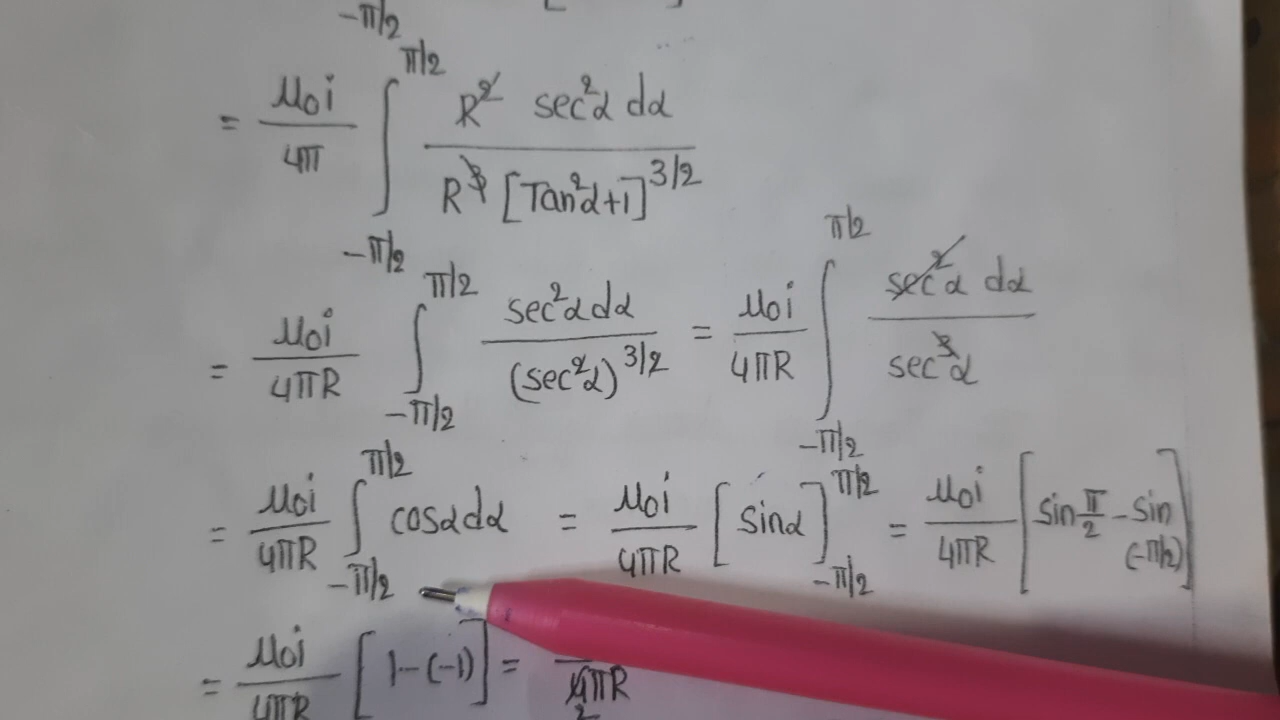 -π/2
= μ₀i/4π ∫_{-π/2}^{π/2} R² sec²α dα / R³ [Tan²α+1]^{3/2}
= μ₀i/4πR ∫_{-π/2}^{π/2} sec²α dα / (sec²α)^{3/2} = μ₀i/4πR ∫_{-π/2}^{π/2} sec²α dα / sec³α
= μ₀i/4πR ∫_{-π/2}^{π/2} cosα dα = μ₀i/4πR [sinα]_{-π/2}^{π/2} = μ₀i/4πR [sin π/2 - sin (-π/2)]
= μ₀i/4πR [1-(-1)] = /4πR 2